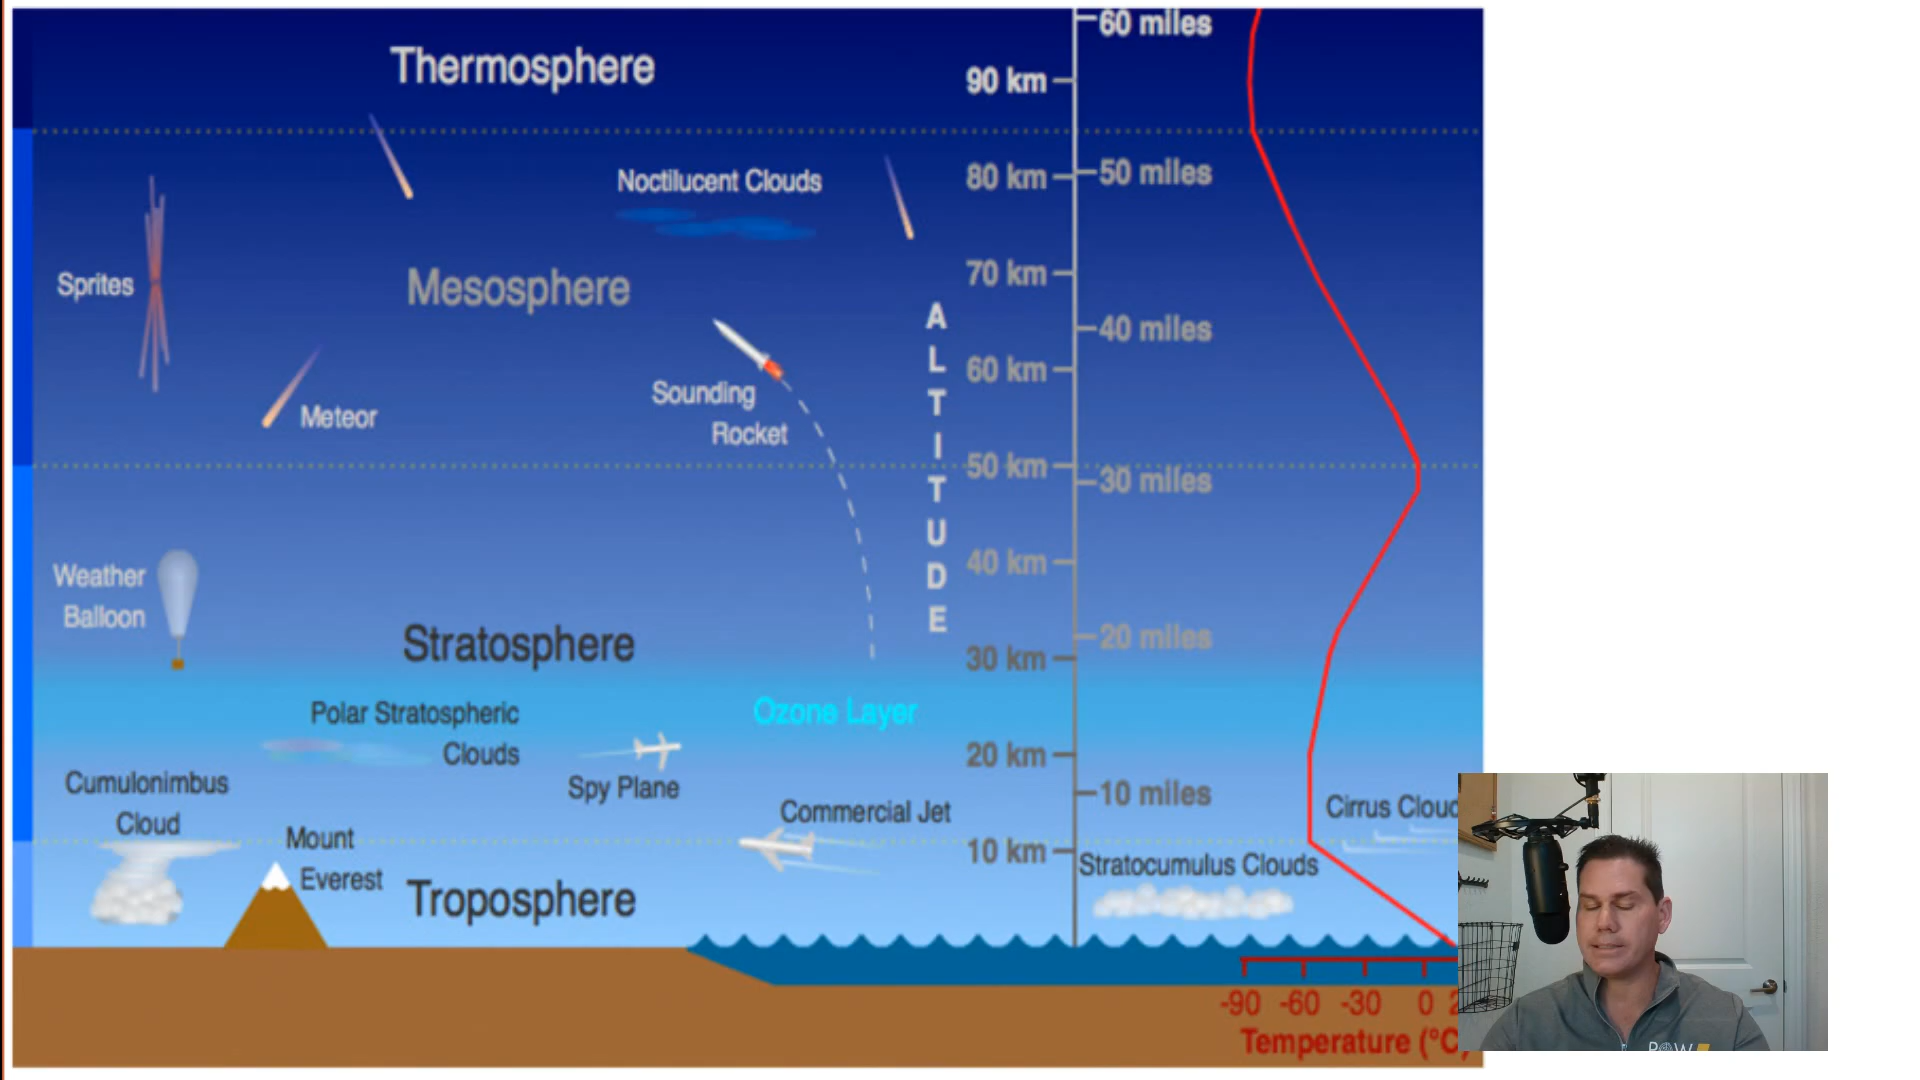 60 miles
Thermosphere
90 km
Noctilucent Clouds
80 km
50 miles
70 km
Sprites
Mesosphere
A
L
T
I
T
U
D
E
40 miles
60 km
Sounding
Rocket
Meteor
50 km
30 miles
40 km
Weather
Balloon
Stratosphere
20 miles
30 km
Polar Stratospheric
Clouds
Ozone Layer
20 km
Spy Plane
10 miles
Cumulonimbus
Cloud
Commercial Jet
Cirrus Cloud
Mount
Everest
10 km
Stratocumulus Clouds
Troposphere
-90 -60 -30 0 2
Temperature (°C)